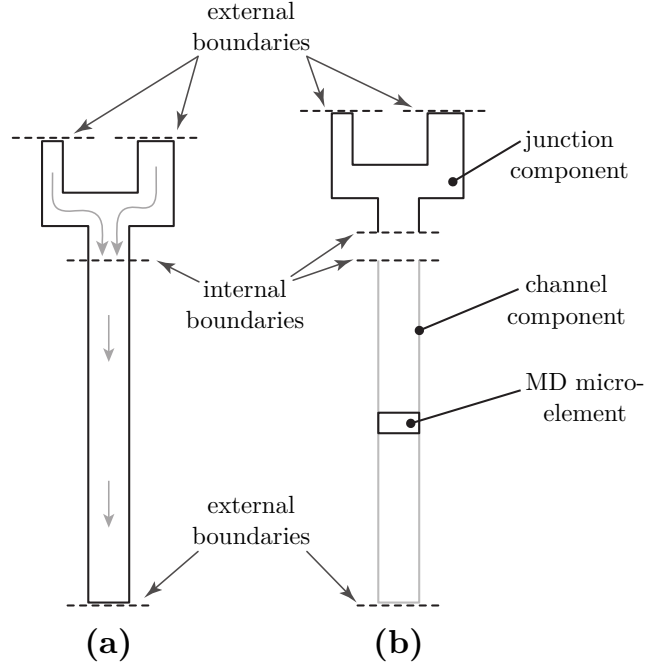 external
boundaries
junction
component
internal
boundaries
channel
component
MD micro-
element
external
boundaries
(a)
(b)